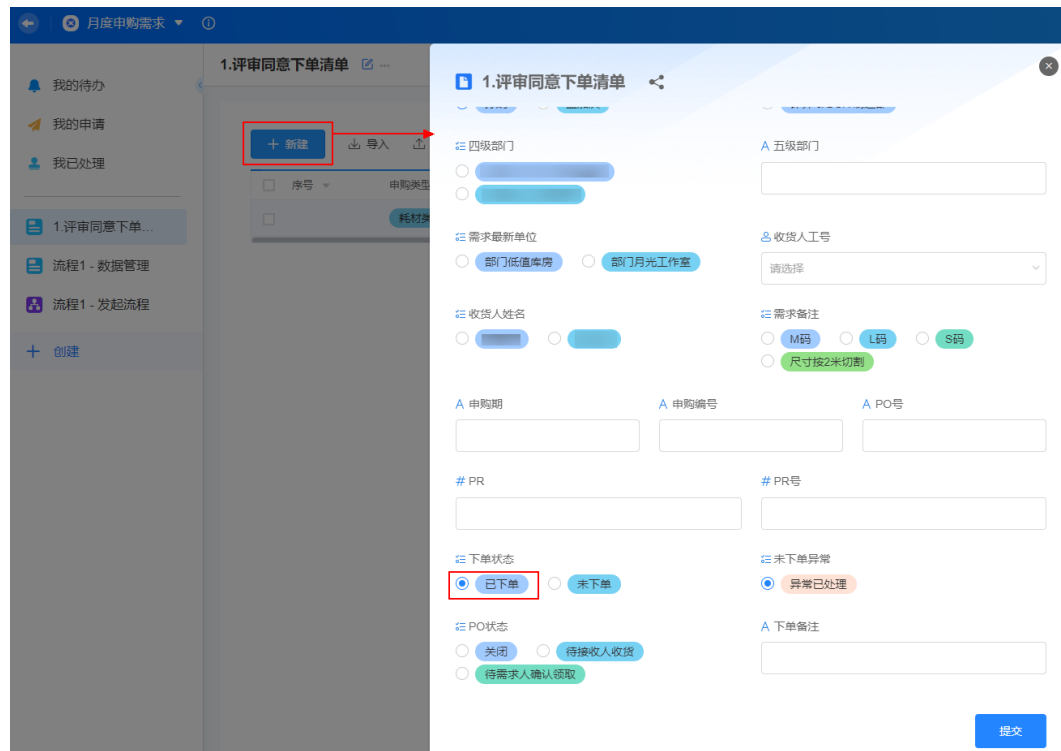 月度申购需求
1.评审同意下单清单
我的待办
我的申请
我已处理
1.评审同意下单...
流程1 - 数据管理
流程1 - 发起流程
创建
新建
导入
序号
申购类型
耗材类
1.评审同意下单清单
四级部门
A 五级部门
需求最新单位
收货人工号
部门低值库房
部门月光工作室
请选择
收货人姓名
需求备注
M码
L码
S码
尺寸按2米切割
A 申购期
A 申购编号
A PO号
# PR
# PR号
下单状态
未下单异常
已下单
未下单
异常已处理
PO状态
A 下单备注
关闭
待接收人收货
待需求人确认领取
提交